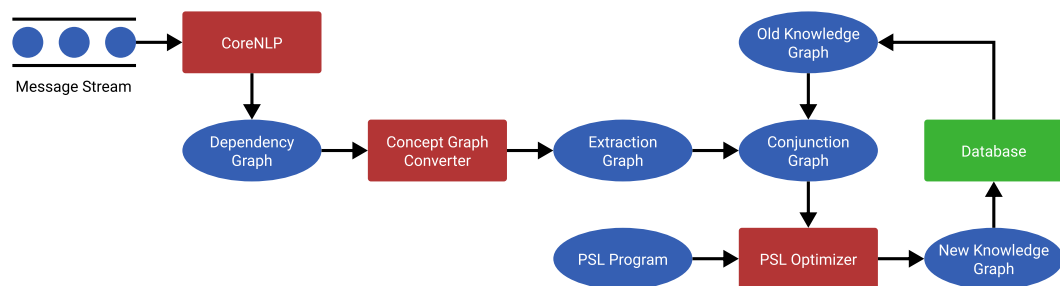 CoreNLP
Old Knowledge
Graph
Message Stream
Dependency
Graph
Concept Graph
Converter
Extraction
Graph
Conjunction
Graph
Database
PSL Program
PSL Optimizer
New Knowledge
Graph